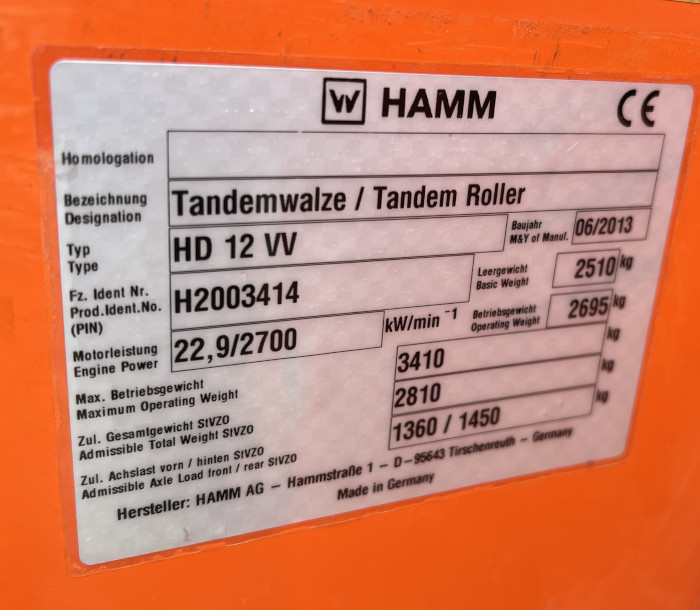 W HAMM CE
Homologation
Bezeichnung
Designation
Tandemwalze / Tandem Roller
Typ
Type
HD 12 VV
Baujahr
M&Y of Manuf.
06/2013
Fz. Ident Nr.
Prod.Ident.No.
(PIN)
H2003414
Leergewicht
Basic Weight
2510 kg
Motorleistung
Engine Power
22,9/2700 kW/min -1
Betriebsgewicht
Operating Weight
2695 kg
Max. Betriebsgewicht
Maximum Operating Weight
3410 kg
Zul. Gesamtgewicht StVZO
Admissible Total Weight StVZO
2810 kg
Zul. Achslast vorn / hinten StVZO
Admissible Axle Load front / rear StVZO
1360 / 1450 kg
Hersteller: HAMM AG – Hammstraße 1 – D–95643 Tirschenreuth – Germany
Made in Germany